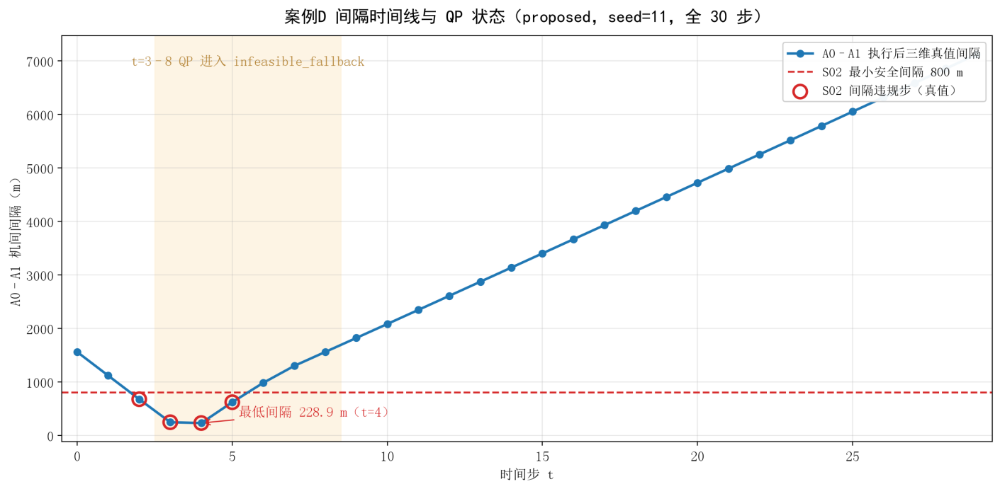 案例D 间隔时间线与 QP 状态（proposed, seed=11, 全 30 步）
t=3–8 QP 进入 infeasible_fallback
A0–A1 执行后三维真值间隔
S02 最小安全间隔 800 m
S02 间隔违规步（真值）
最低间隔 228.9 m（t=4）
A0–A1 机间间隔（m）
7000
6000
5000
4000
3000
2000
1000
0
0 5 10 15 20 25
时间步 t